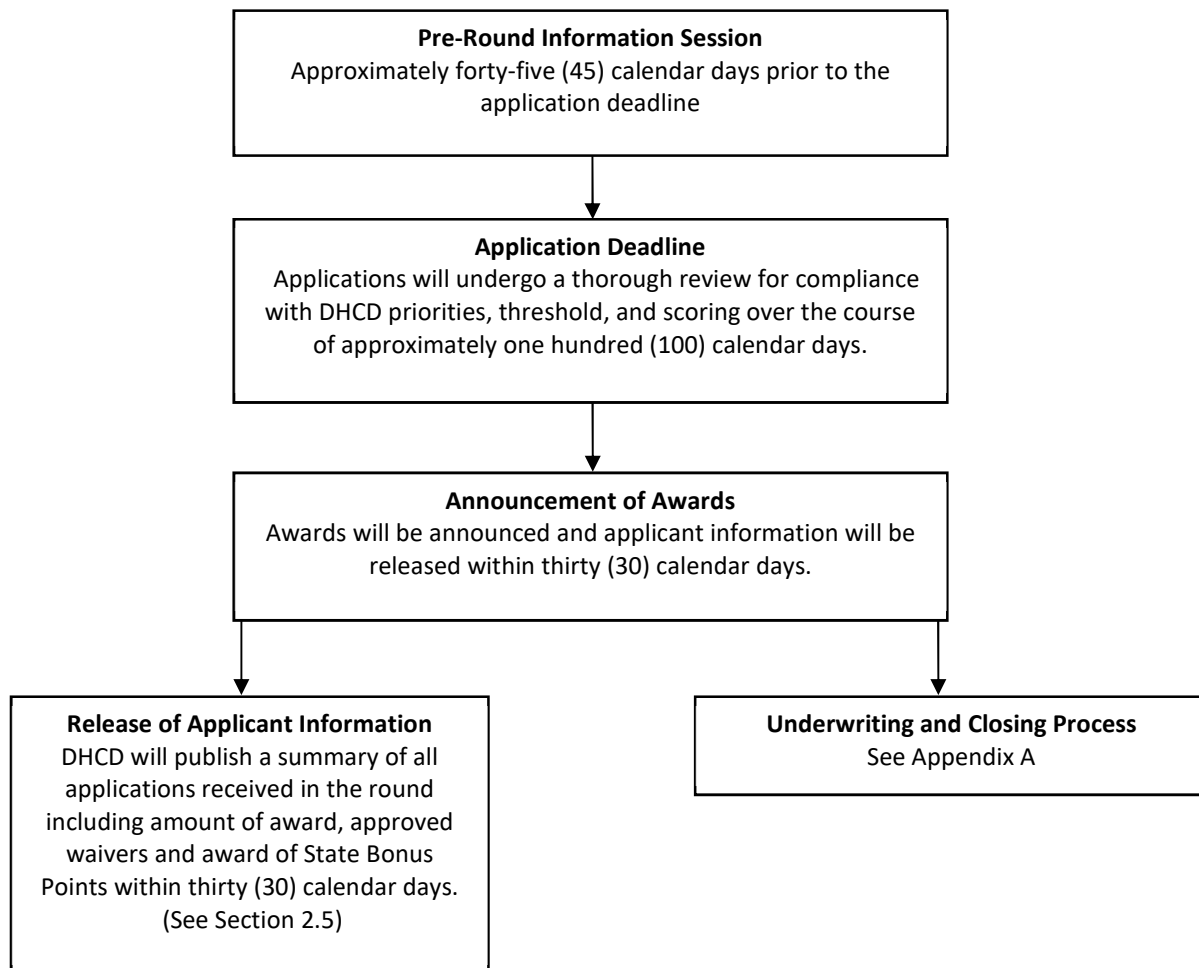 Pre-Round Information Session
Approximately forty-five (45) calendar days prior to the
application deadline
Application Deadline
Applications will undergo a thorough review for compliance
with DHCD priorities, threshold, and scoring over the course
of approximately one hundred (100) calendar days.
Announcement of Awards
Awards will be announced and applicant information will be
released within thirty (30) calendar days.
Release of Applicant Information
DHCD will publish a summary of all
applications received in the round
including amount of award, approved
waivers and award of State Bonus
Points within thirty (30) calendar days.
(See Section 2.5)
Underwriting and Closing Process
See Appendix A